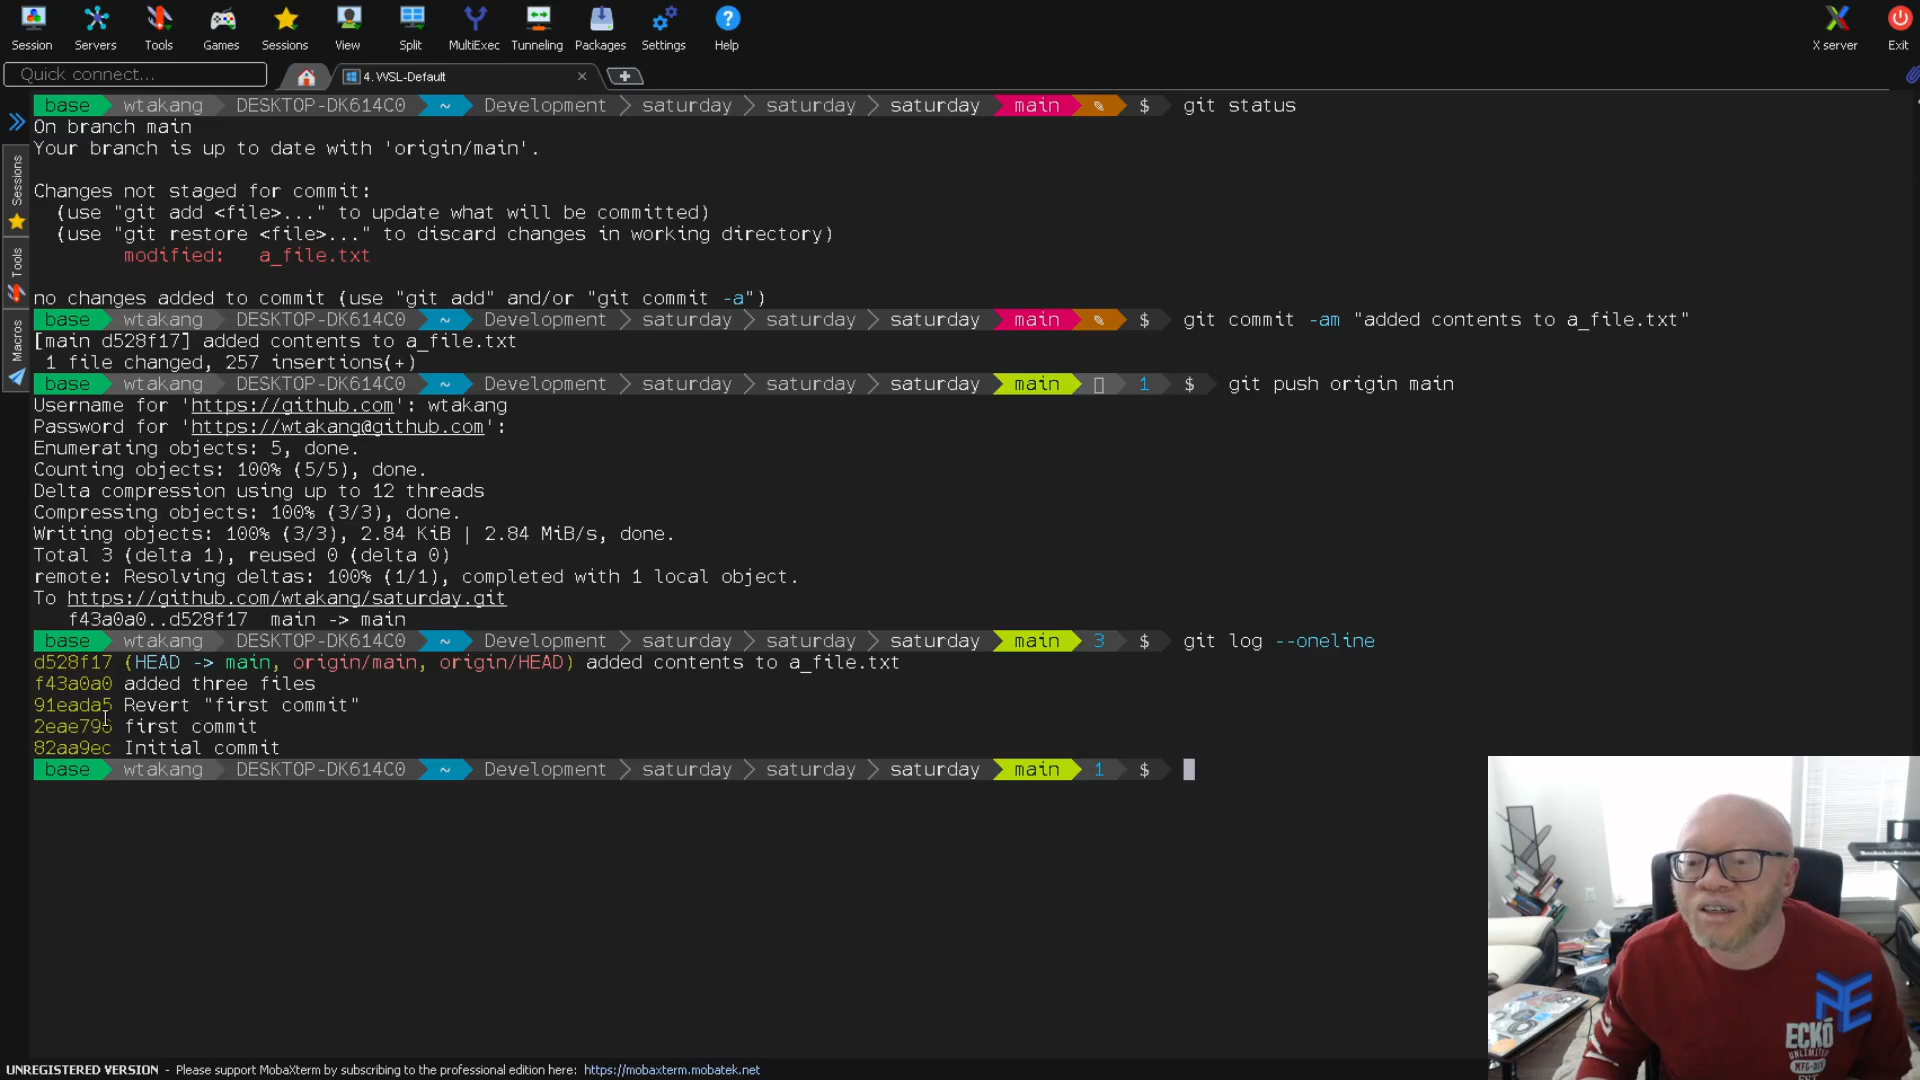 Session Servers Tools Games Sessions View Split MultiExec Tunneling Packages Settings Help X server Exit
Quick connect...
4. WSL-Default
base wtakang DESKTOP-DK614C0 ~ Development saturday saturday saturday main ✎ $ git status
On branch main
Your branch is up to date with 'origin/main'.
Changes not staged for commit:
(use "git add <file>..." to update what will be committed)
(use "git restore <file>..." to discard changes in working directory)
modified: a_file.txt
no changes added to commit (use "git add" and/or "git commit -a")
base wtakang DESKTOP-DK614C0 ~ Development saturday saturday saturday main ✎ $ git commit -am "added contents to a_file.txt"
[main d528f17] added contents to a_file.txt
1 file changed, 257 insertions(+)
base wtakang DESKTOP-DK614C0 ~ Development saturday saturday saturday main 1 $ git push origin main
Username for 'https://github.com': wtakang
Password for 'https://wtakang@github.com':
Enumerating objects: 5, done.
Counting objects: 100% (5/5), done.
Delta compression using up to 12 threads
Compressing objects: 100% (3/3), done.
Writing objects: 100% (3/3), 2.84 KiB | 2.84 MiB/s, done.
Total 3 (delta 1), reused 0 (delta 0)
remote: Resolving deltas: 100% (1/1), completed with 1 local object.
To https://github.com/wtakang/saturday.git
f43a0a0..d528f17 main -> main
base wtakang DESKTOP-DK614C0 ~ Development saturday saturday saturday main 3 $ git log --oneline
d528f17 (HEAD -> main, origin/main, origin/HEAD) added contents to a_file.txt
f43a0a0 added three files
91eada5 Revert "first commit"
2eae796 first commit
82aa9ec Initial commit
base wtakang DESKTOP-DK614C0 ~ Development saturday saturday saturday main 1 $
Sessions
Tools
Macros
ECKŌ
UNLIMITED
UNREGISTERED VERSION - Please support MobaXterm by subscribing to the professional edition here: https://mobaxterm.mobatek.net